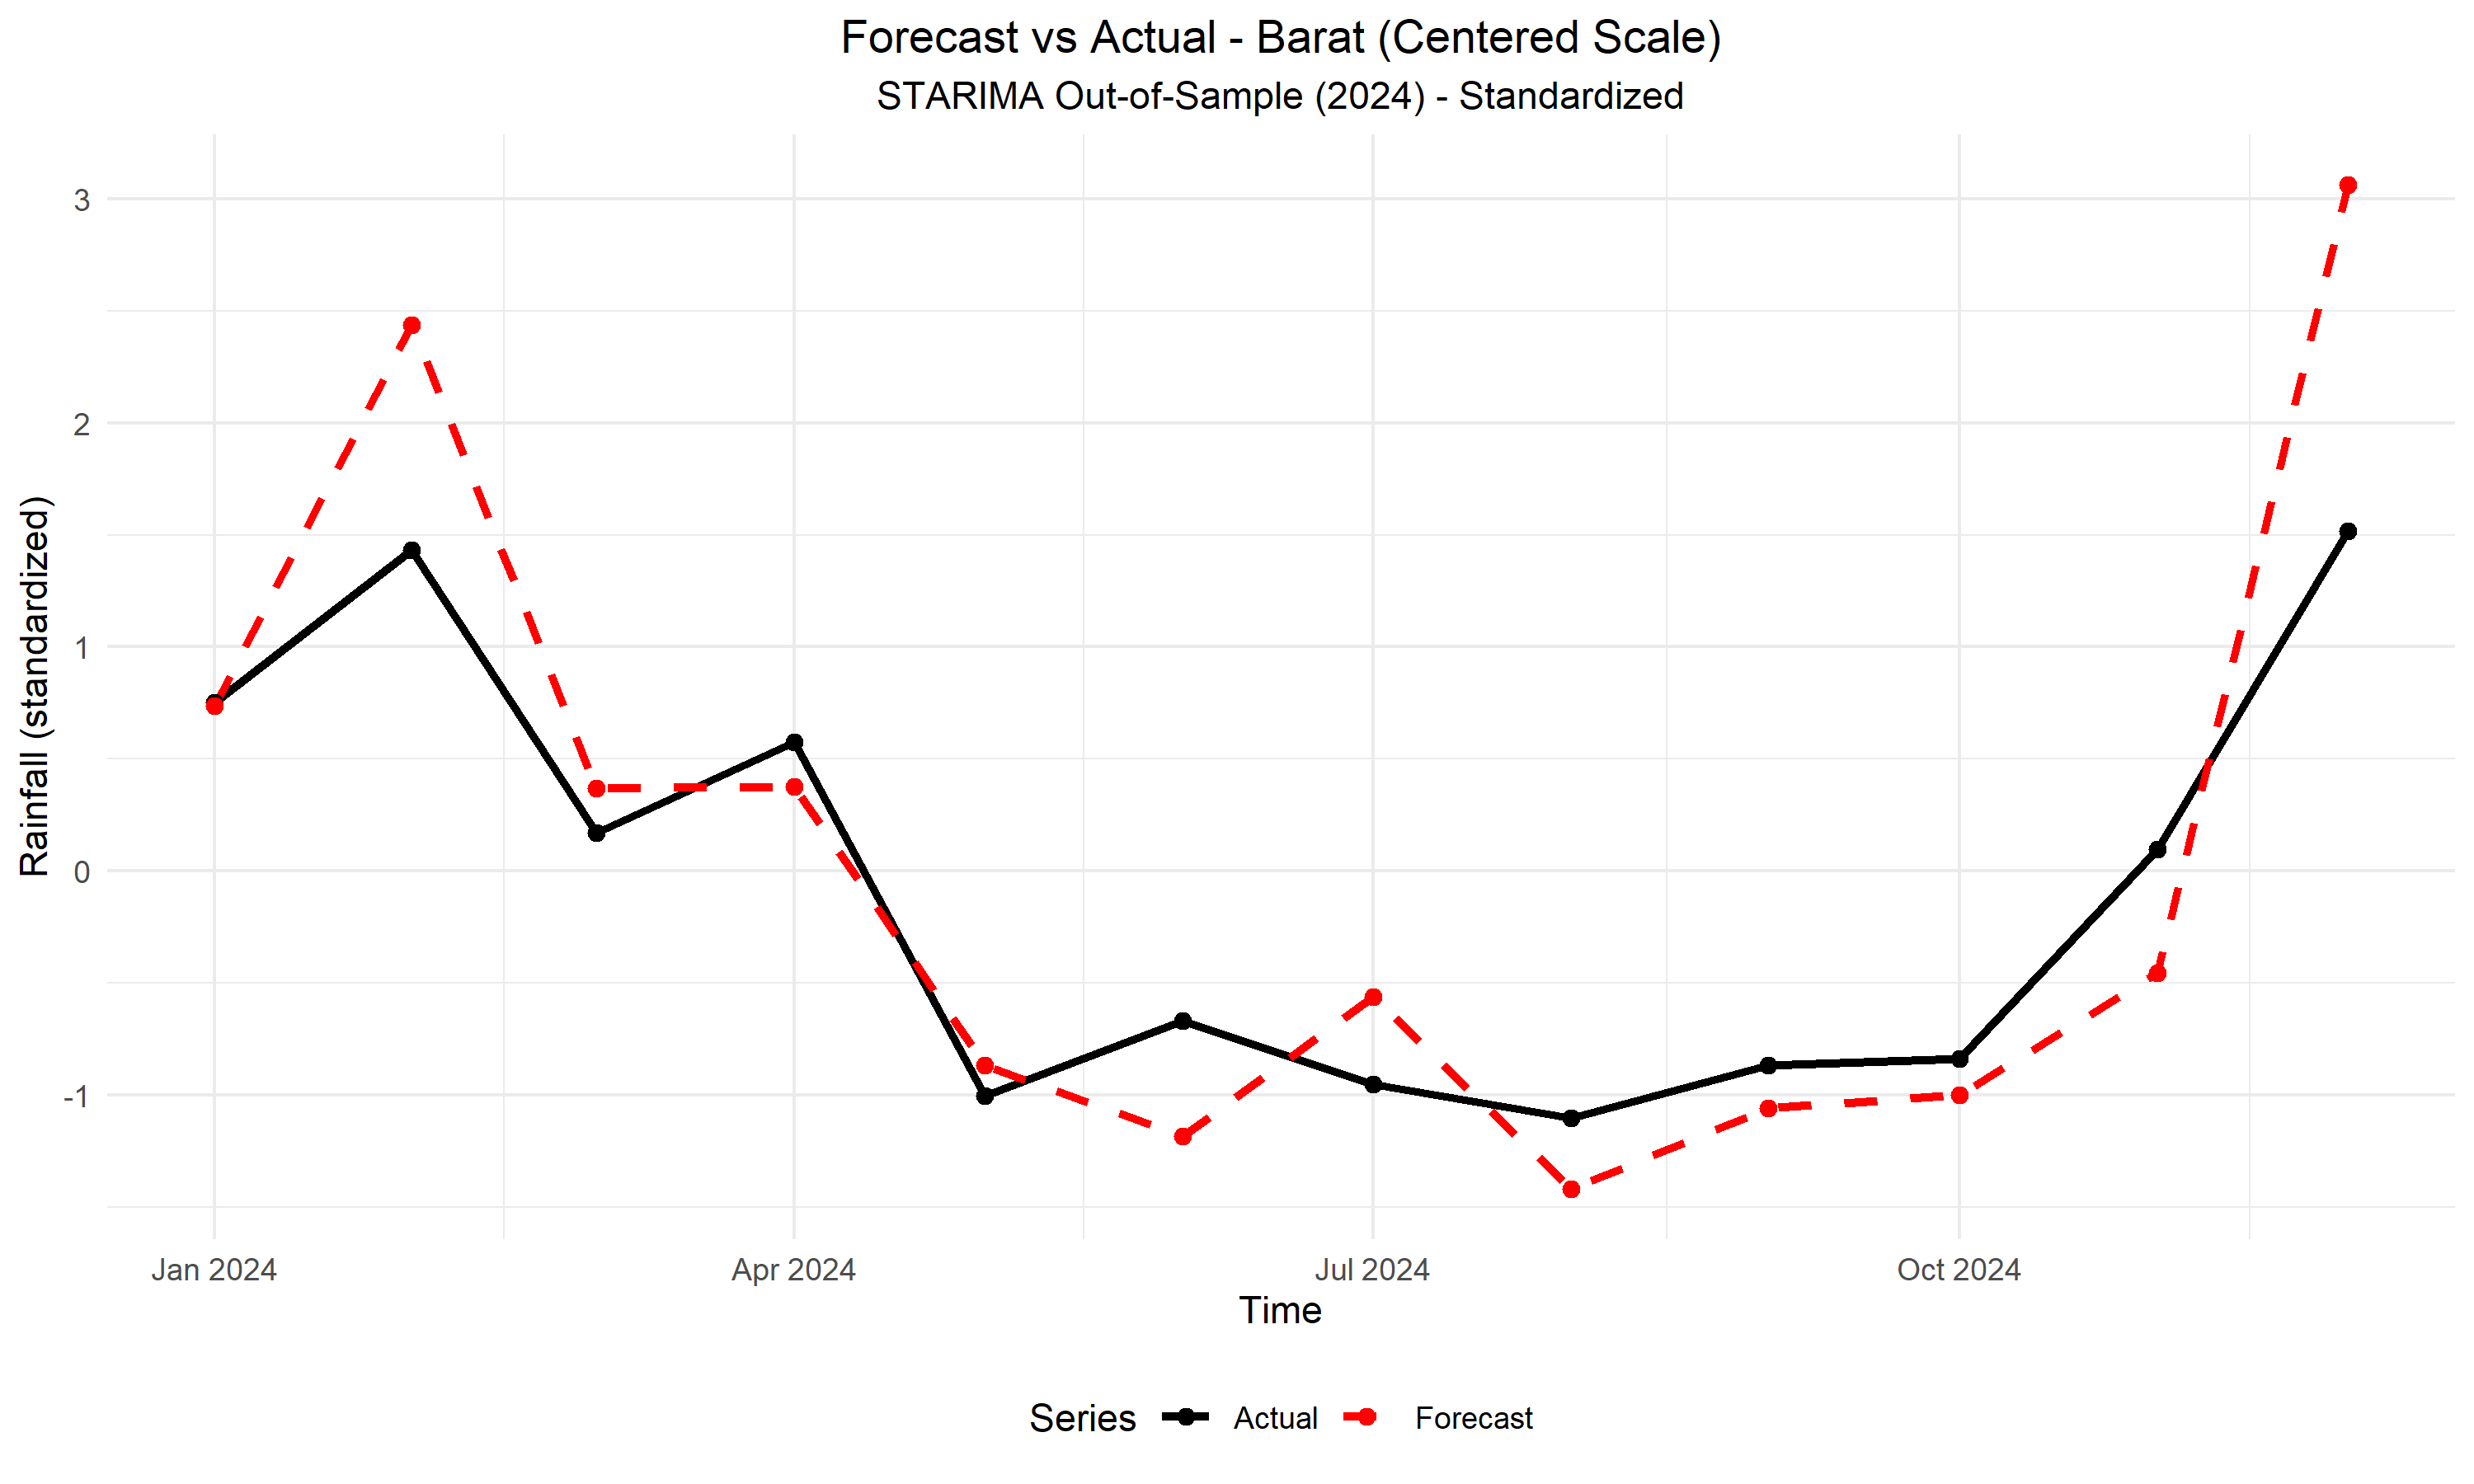 Forecast vs Actual - Barat (Centered Scale)
STARIMA Out-of-Sample (2024) - Standardized
Rainfall (standardized)
3
2
1
0
-1
Jan 2024 Apr 2024 Jul 2024 Oct 2024
Time
Series Actual Forecast